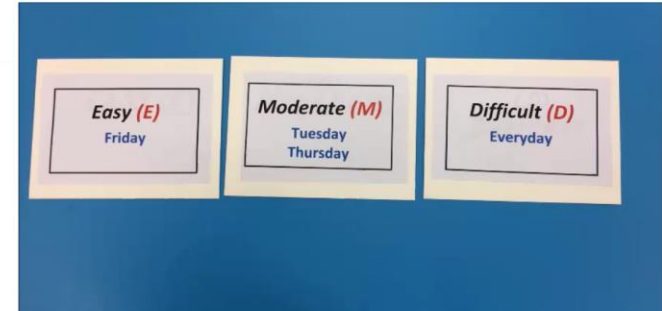 Easy (E)
Friday
Moderate (M)
Tuesday
Thursday
Difficult (D)
Everyday